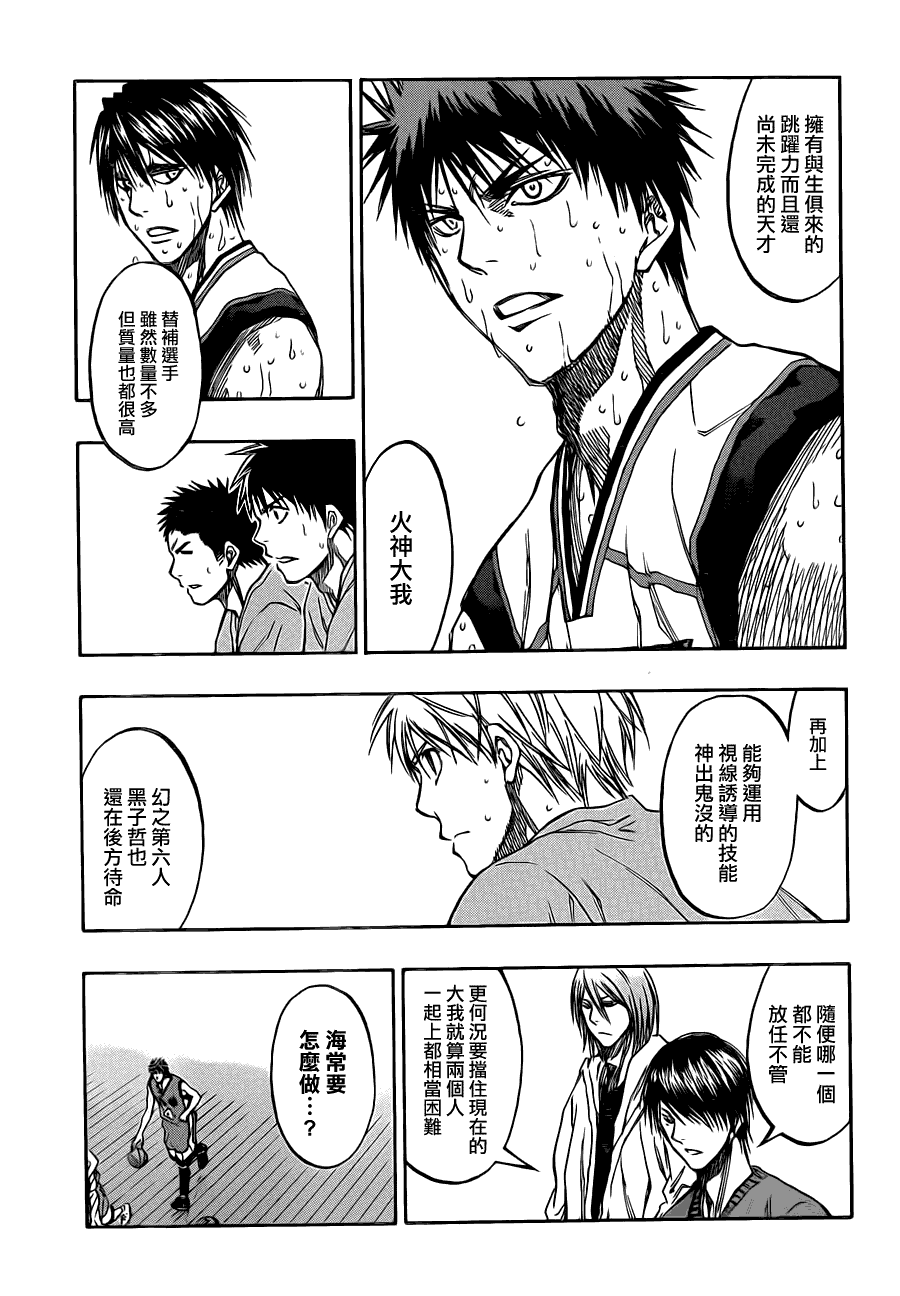 擁有與生俱來的
跳躍力而且還
尚未完成的天才
火神大我
替補選手
雖然數量不多
但質量也都很高
再加上
能夠運用
視線誘導的技能
神出鬼沒的
幻之第六人
黑子哲也
還在後方待命
隨便哪一個
都不能
放任不管
更何況要擋住現在的
大我就算兩個人
一起上都相當困難
海常要
怎麼做…？